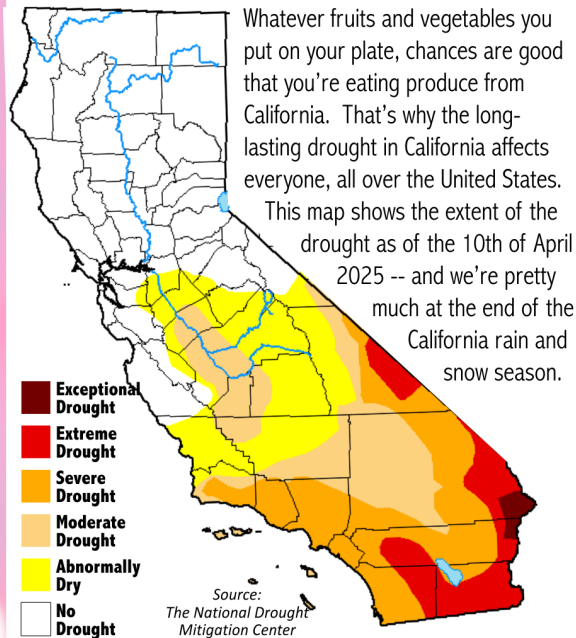 Whatever fruits and vegetables you
put on your plate, chances are good
that you're eating produce from
California.  That's why the long-
lasting drought in California affects
everyone, all over the United States.
This map shows the extent of the
drought as of the 10th of April
2025 -- and we're pretty
much at the end of the
California rain and
snow season.
Exceptional
Drought
Extreme
Drought
Severe
Drought
Moderate
Drought
Abnormally
Dry
No
Drought
Source:
The National Drought
Mitigation Center